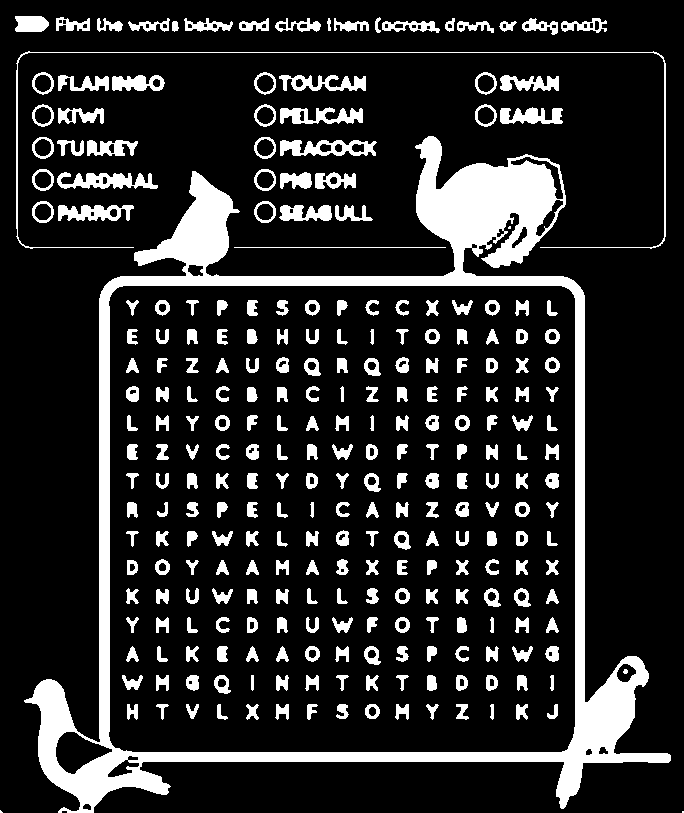 Find the words below and circle them (across, down, or diagonal):
FLAMINGO TOUCAN SWAN
KIWI PELICAN EAGLE
TURKEY PEACOCK
CARDINAL PIGEON
PARROT SEAGULL
Y O T P E S O P C C X W O M L
E U R E B H U L I T O R A D O
A F Z A U G Q R Q G N F D X O
G N L C B R C I Z R E F K M Y
L M Y O F L A M I N G O F W L
E Z V C G L R W D F T P N L M
T U R K E Y D Y Q F G E U K G
R J S P E L I C A N Z G V O Y
T K P W K L N G T Q A U B D L
D O Y A A M A S X E P X C K X
K N U W R N L L S O K K Q Q A
Y M L C D R U W F O T B I M A
A L K E A A O M Q S P C N W G
W M G Q I N M T K T B D D R I
H T V L X M F S O M Y Z I K J